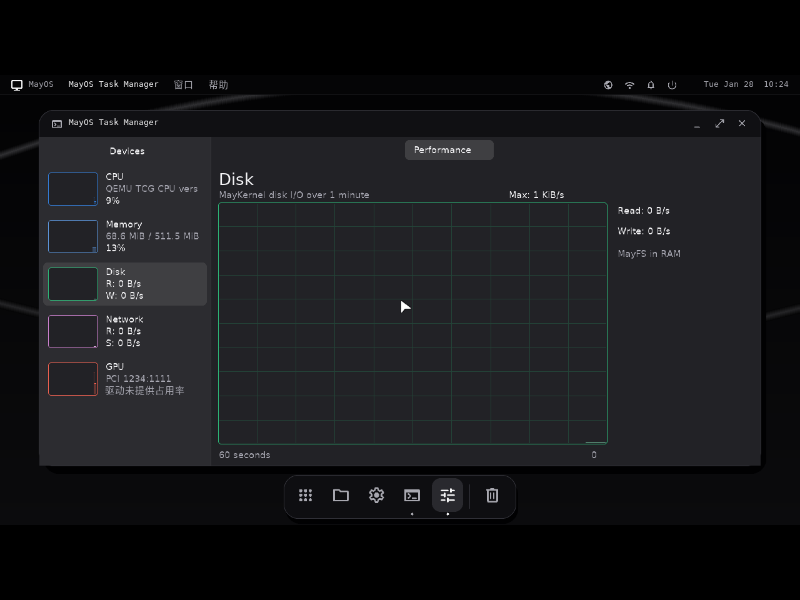 MayOS MayOS Task Manager 窗口 帮助 Tue Jan 28 10:24
MayOS Task Manager
Devices
Performance
CPU
QEMU TCG CPU vers
9%
Memory
68.6 MiB / 511.5 MiB
13%
Disk
R: 0 B/s
W: 0 B/s
Network
R: 0 B/s
S: 0 B/s
GPU
PCI 1234:1111
驱动未提供占用率
Disk
MayKernel disk I/O over 1 minute Max: 1 KiB/s
60 seconds 0
Read: 0 B/s
Write: 0 B/s
MayFS in RAM